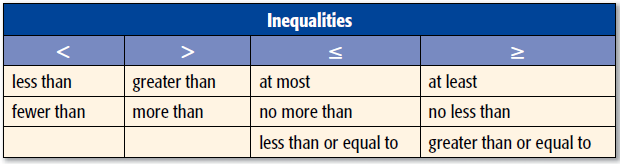 Inequalities
< > ≤ ≥
less than greater than at most at least
fewer than more than no more than no less than
less than or equal to greater than or equal to